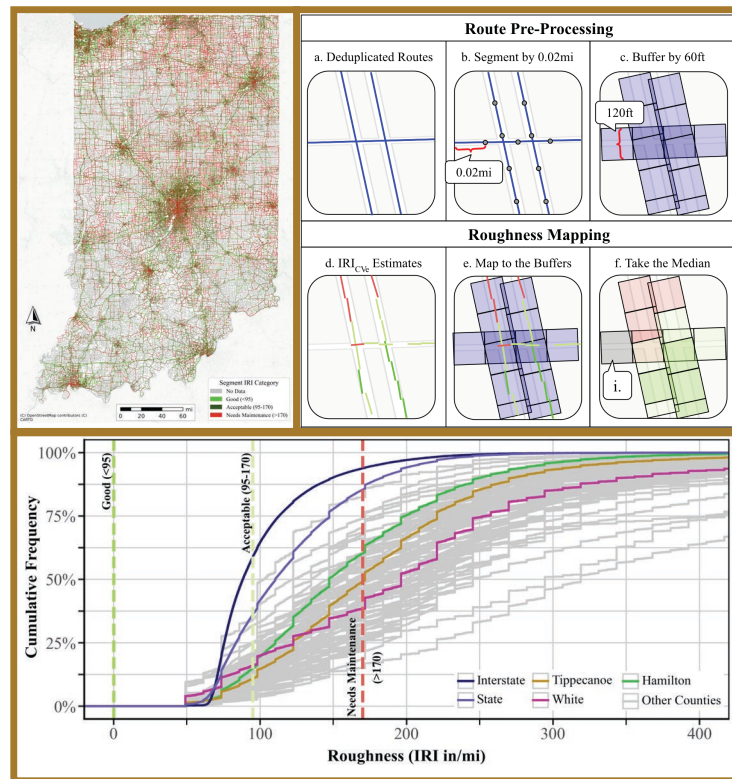 N
Segment IRI Category
No Data
Good (<95)
Acceptable (95-170)
Needs Maintenance (>170)
0 20 40 60 mi
(C) OpenStreetMap contributors (C)
CARTO
Route Pre-Processing
a. Deduplicated Routes
b. Segment by 0.02mi
c. Buffer by 60ft
0.02mi
120ft
Roughness Mapping
d. IRI_CVe Estimates
e. Map to the Buffers
f. Take the Median
i.
Cumulative Frequency
100%
75%
50%
25%
0%
Good (<95)
Acceptable (95-170)
Needs Maintenance
(>170)
Interstate
Tippecanoe
Hamilton
State
White
Other Counties
0 100 200 300 400
Roughness (IRI in/mi)